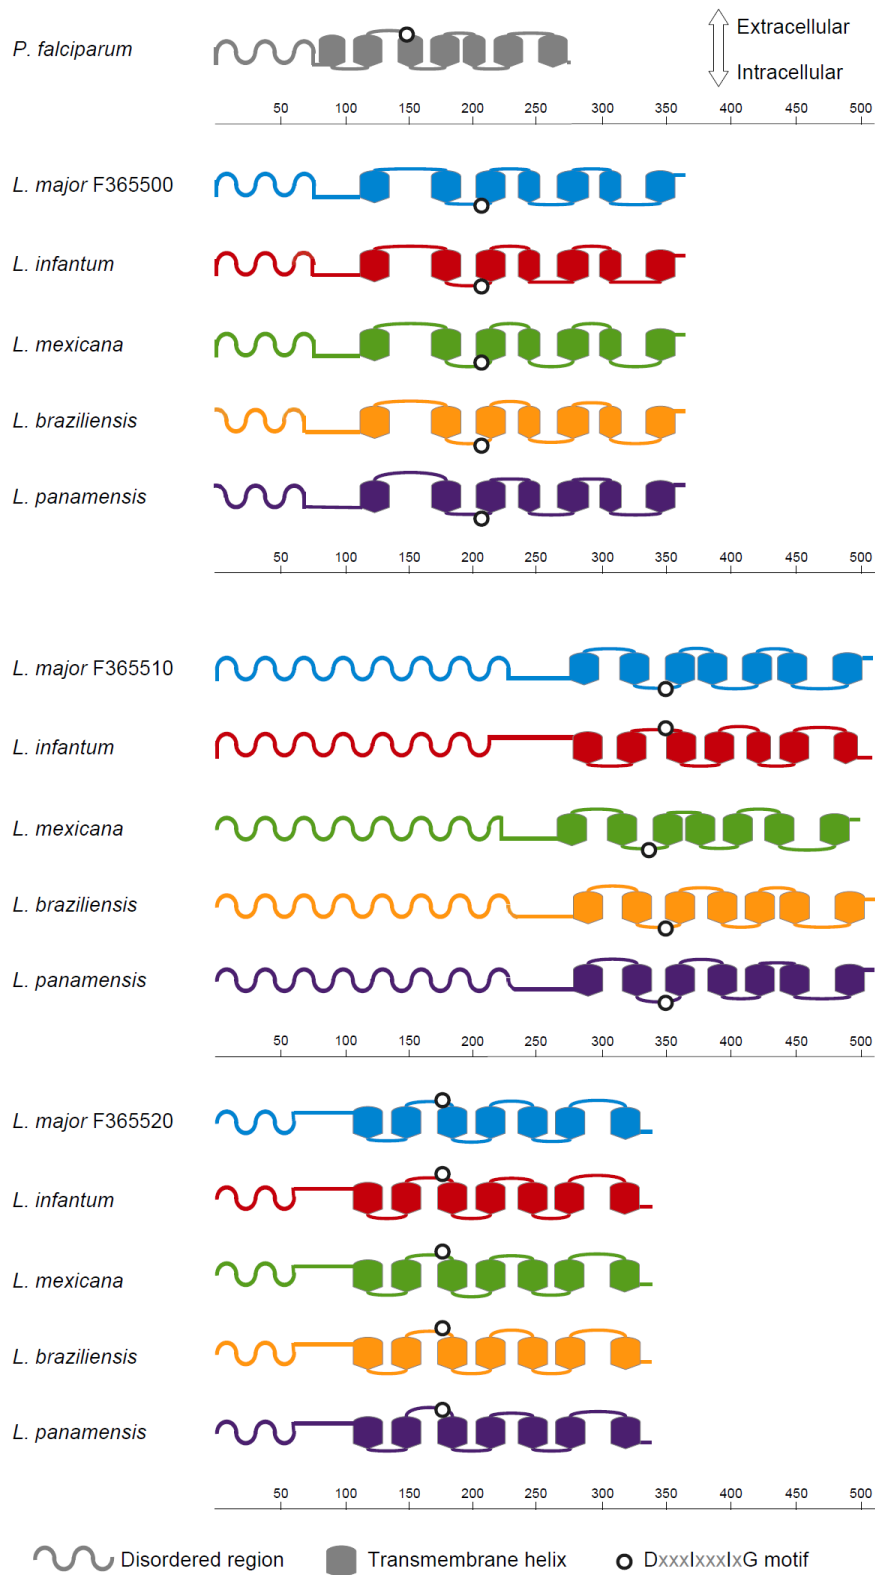 P. falciparum
Extracellular
Intracellular
50 100 150 200 250 300 350 400 450 500
L. major F365500
L. infantum
L. mexicana
L. braziliensis
L. panamensis
50 100 150 200 250 300 350 400 450 500
L. major F365510
L. infantum
L. mexicana
L. braziliensis
L. panamensis
50 100 150 200 250 300 350 400 450 500
L. major F365520
L. infantum
L. mexicana
L. braziliensis
L. panamensis
50 100 150 200 250 300 350 400 450 500
Disordered region Transmembrane helix DxxxIxxxIxG motif